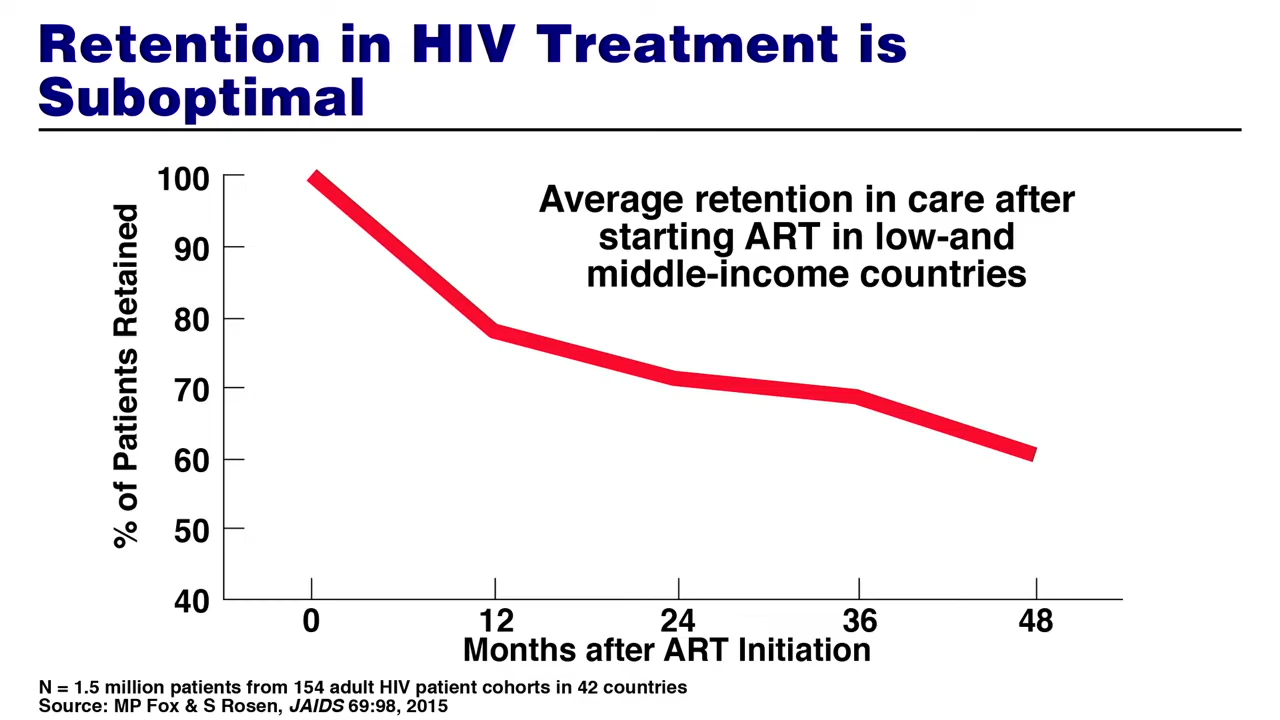 Retention in HIV Treatment is
Suboptimal
Average retention in care after
starting ART in low-and
middle-income countries
% of Patients Retained
100
90
80
70
60
50
40
0 12 24 36 48
Months after ART Initiation
N = 1.5 million patients from 154 adult HIV patient cohorts in 42 countries
Source: MP Fox & S Rosen, JAIDS 69:98, 2015